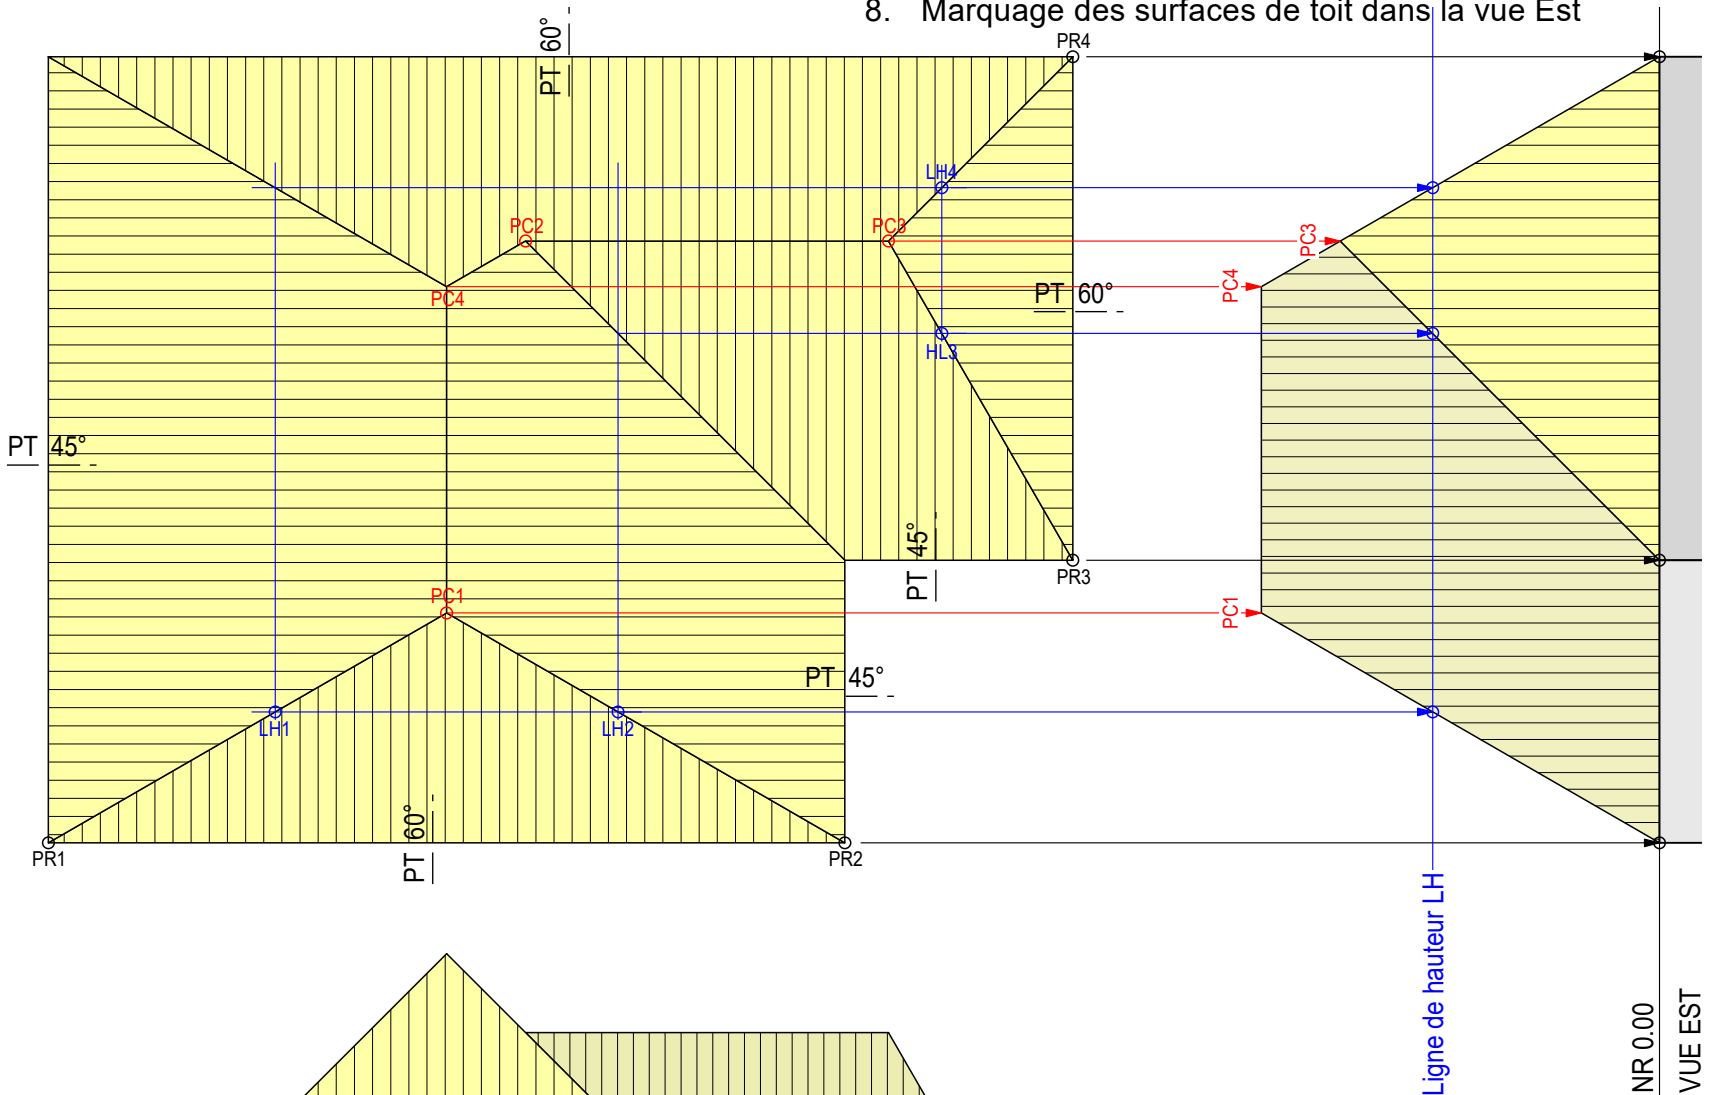 8. Marquage des surfaces de toit dans la vue Est
PT 60°
PR4
LH4
PC2
PC3
PC3
PC4
PC4
PT 60°
HL3
PT 45°
PT 45°
PR3
PC1
PC1
PT 45°
LH1
LH2
PT 60°
PR1
PR2
Ligne de hauteur LH
NR 0.00
VUE EST